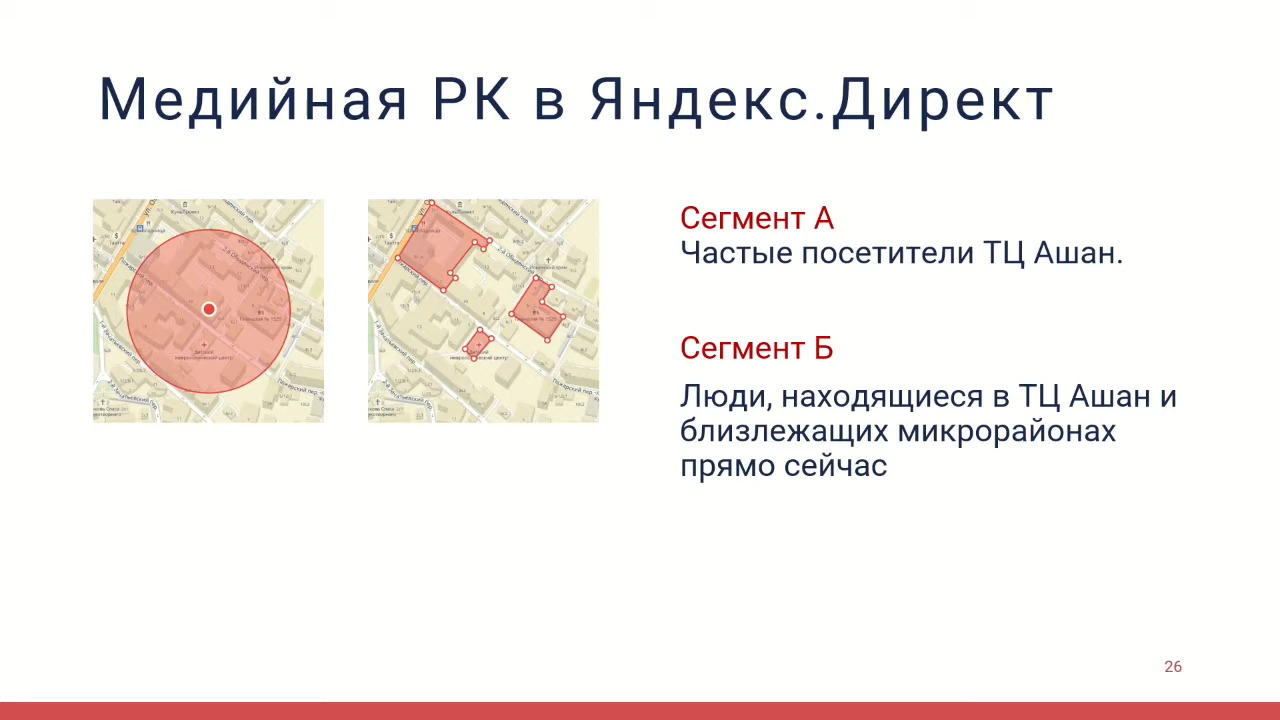 Медийная РК в Яндекс.Директ
Сегмент А
Частые посетители ТЦ Ашан.
Сегмент Б
Люди, находящиеся в ТЦ Ашан и
близлежащих микрорайонах
прямо сейчас
26